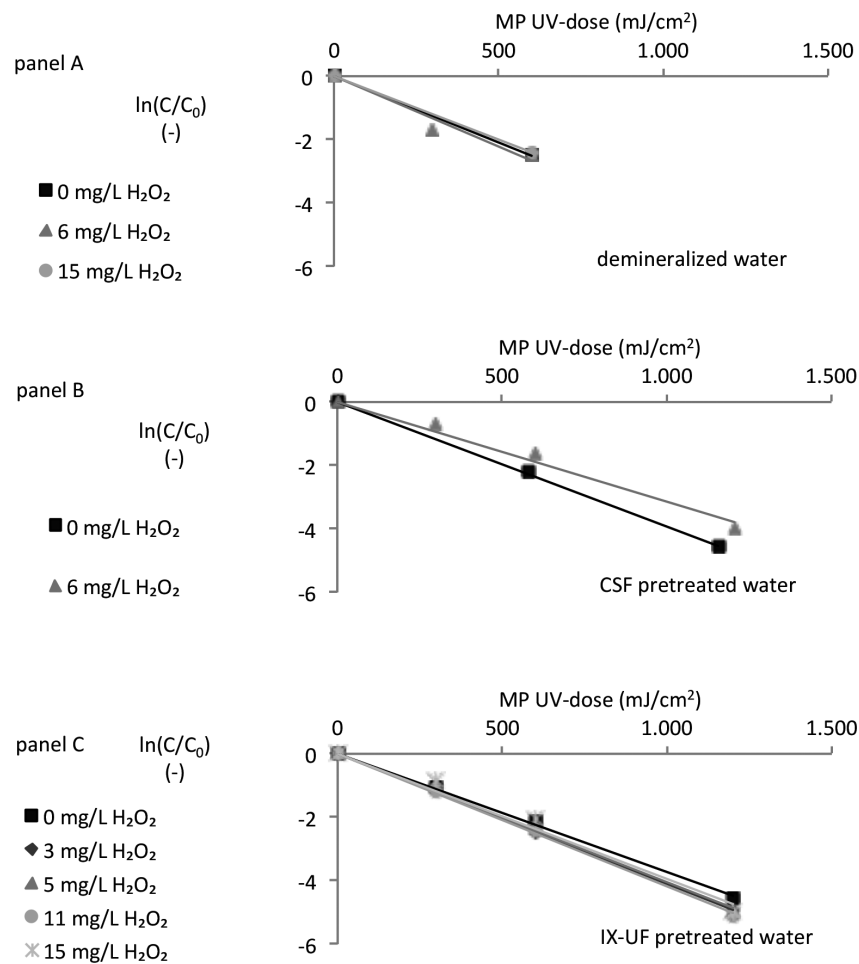 MP UV-dose (mJ/cm²)
0 500 1.000 1.500
panel A
ln(C/C₀)
(-)
0
-2
-4
-6
0 mg/L H₂O₂
6 mg/L H₂O₂
15 mg/L H₂O₂
demineralized water
MP UV-dose (mJ/cm²)
0 500 1.000 1.500
panel B
ln(C/C₀)
(-)
0
-2
-4
-6
0 mg/L H₂O₂
6 mg/L H₂O₂
CSF pretreated water
MP UV-dose (mJ/cm²)
0 500 1.000 1.500
panel C
ln(C/C₀)
(-)
0
-2
-4
-6
0 mg/L H₂O₂
3 mg/L H₂O₂
5 mg/L H₂O₂
11 mg/L H₂O₂
15 mg/L H₂O₂
IX-UF pretreated water